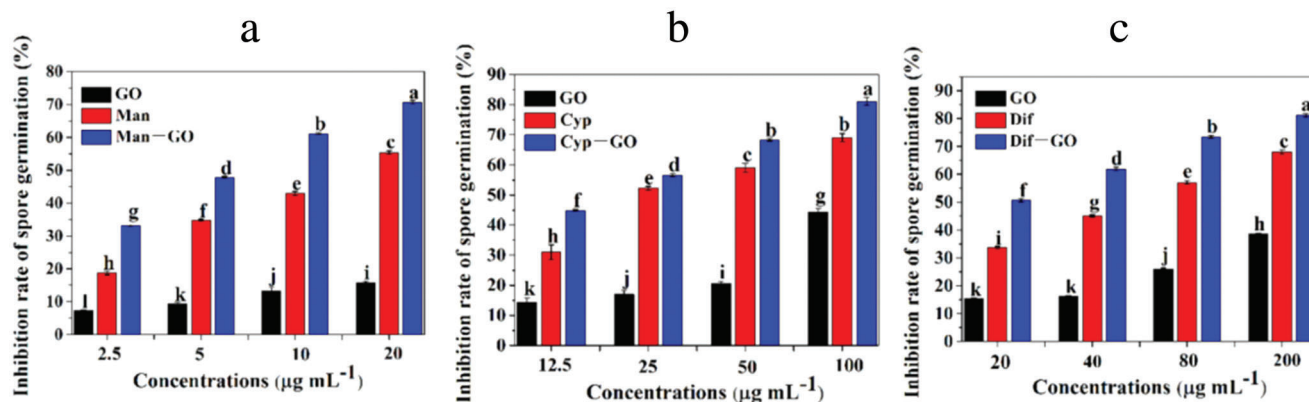 a
b
c
Inhibition rate of spore germination (%)
80
70
60
50
40
30
20
10
0
GO
Man
Man—GO
l
h
g
k
f
d
j
e
b
i
c
a
2.5 5 10 20
Concentrations (μg mL-1)
Inhibition rate of spore germination (%)
90
80
70
60
50
40
30
20
10
0
GO
Cyp
Cyp—GO
k
h
f
j
e
d
i
c
b
g
b
a
12.5 25 50 100
Concentrations (μg mL-1)
Inhibition rate of spore germination (%)
90
80
70
60
50
40
30
20
10
0
GO
Dif
Dif—GO
k
i
f
k
g
d
j
e
b
h
c
a
20 40 80 200
Concentrations (μg mL-1)